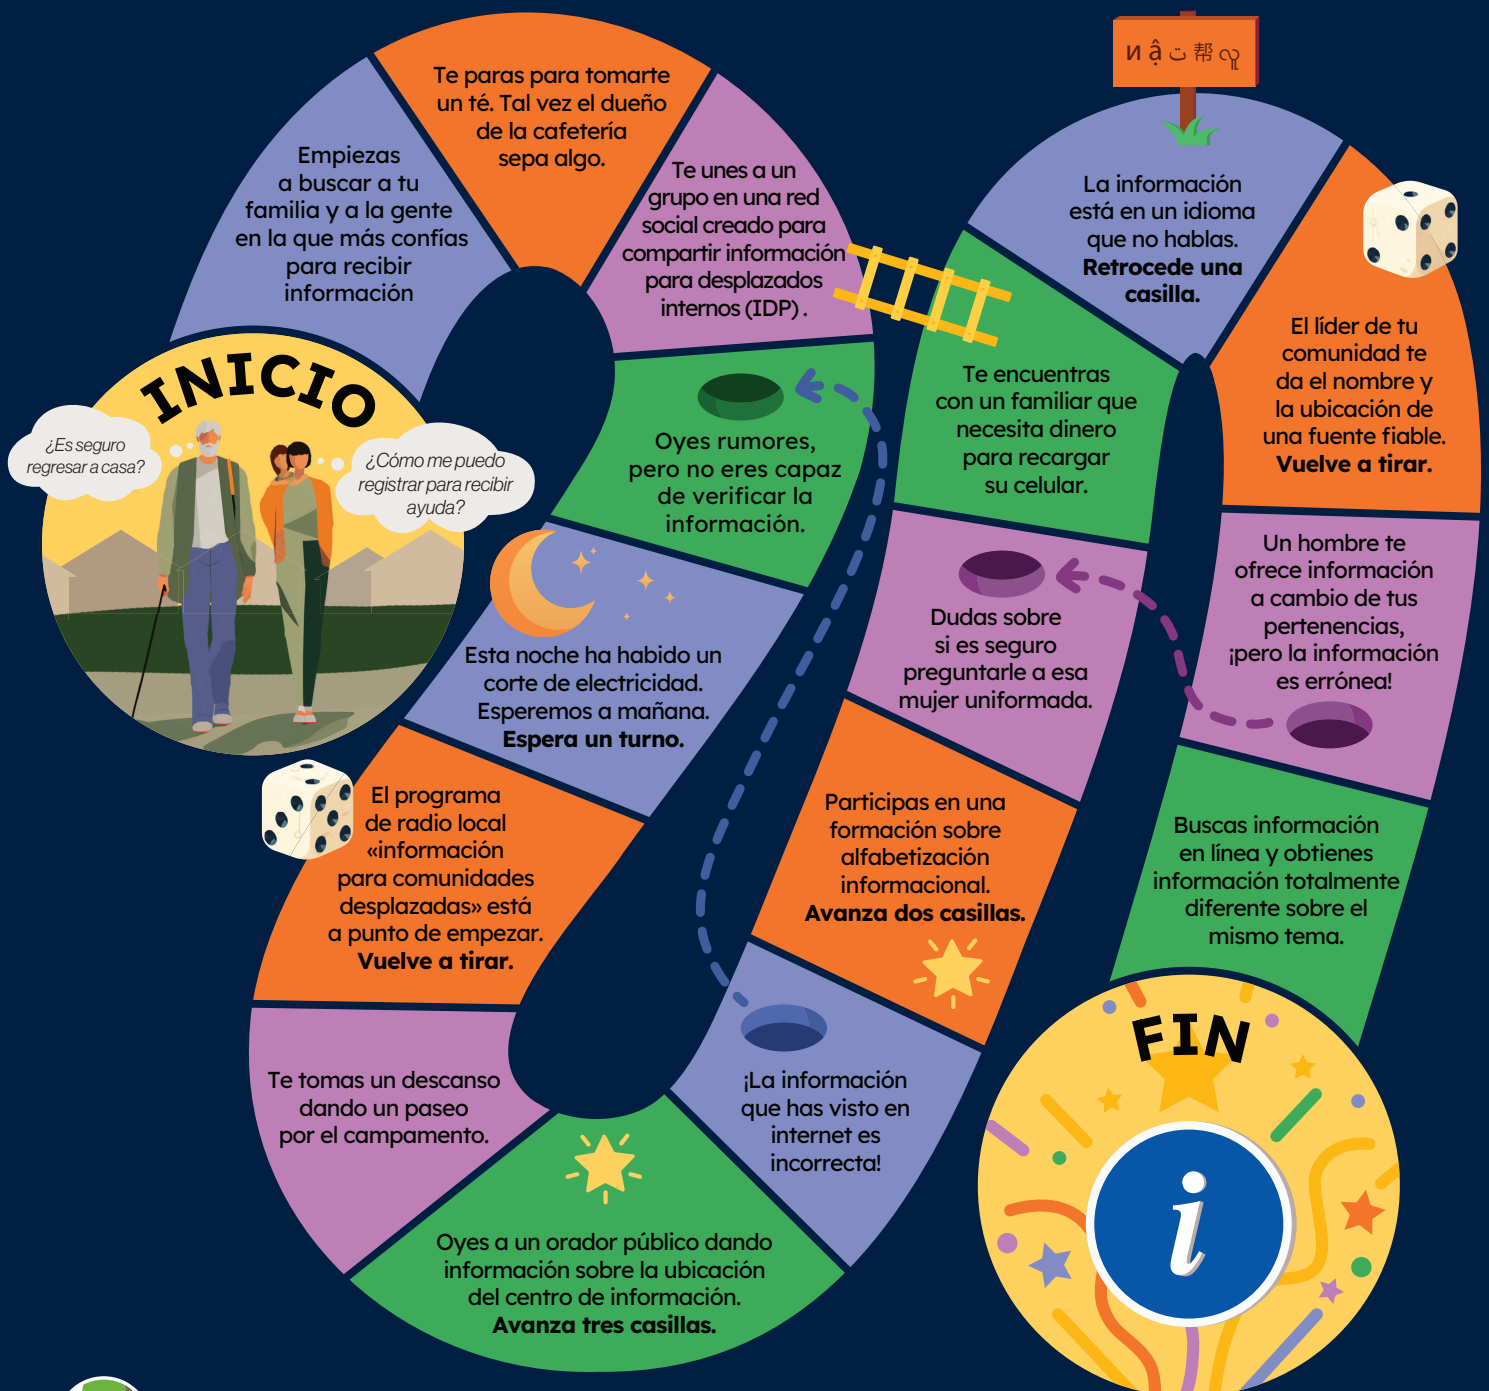 INICIO
¿Es seguro
regresar a casa?
¿Cómo me puedo
registrar para recibir
ayuda?
Empiezas
a buscar a tu
familia y a la gente
en la que más confías
para recibir
información
Te paras para tomarte
un té. Tal vez el dueño
de la cafetería
sepa algo.
Te unes a un
grupo en una red
social creado para
compartir información
para desplazados
internos (IDP) .
Oyes rumores,
pero no eres capaz
de verificar la
información.
Esta noche ha habido un
corte de electricidad.
Esperemos a mañana.
Espera un turno.
El programa
de radio local
«información
para comunidades
desplazadas» está
a punto de empezar.
Vuelve a tirar.
Te tomas un descanso
dando un paseo
por el campamento.
Oyes a un orador público dando
información sobre la ubicación
del centro de información.
Avanza tres casillas.
¡La información
que has visto en
internet es
incorrecta!
Participas en una
formación sobre
alfabetización
informacional.
Avanza dos casillas.
Dudas sobre
si es seguro
preguntarle a esa
mujer uniformada.
Te encuentras
con un familiar que
necesita dinero
para recargar
su celular.
La información
está en un idioma
que no hablas.
Retrocede una
casilla.
El líder de tu
comunidad te
da el nombre y
la ubicación de
una fuente fiable.
Vuelve a tirar.
Un hombre te
ofrece información
a cambio de tus
pertenencias,
¡pero la información
es errónea!
Buscas información
en línea y obtienes
información totalmente
diferente sobre el
mismo tema.
FIN
i